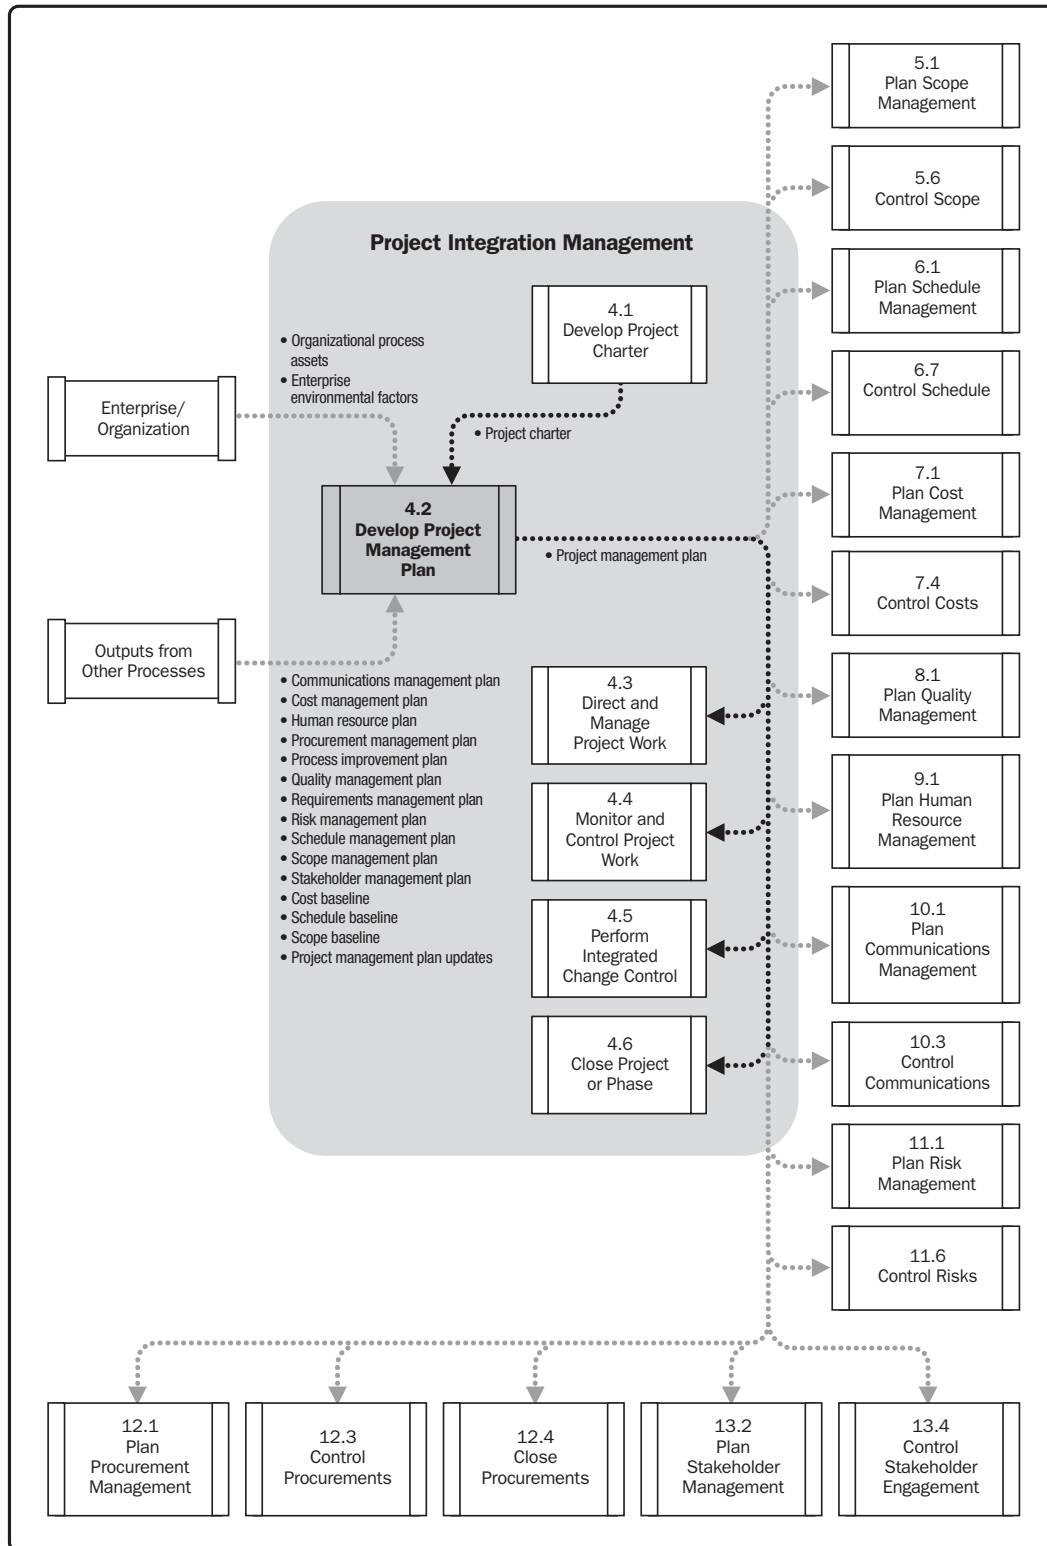 Project Integration Management
4.1
Develop Project
Charter
• Organizational process
assets
• Enterprise
environmental factors
Enterprise/
Organization
• Project charter
4.2
Develop Project
Management
Plan
• Project management plan
Outputs from
Other Processes
• Communications management plan
• Cost management plan
• Human resource plan
• Procurement management plan
• Process improvement plan
• Quality management plan
• Requirements management plan
• Risk management plan
• Schedule management plan
• Scope management plan
• Stakeholder management plan
• Cost baseline
• Schedule baseline
• Scope baseline
• Project management plan updates
4.3
Direct and
Manage
Project Work
4.4
Monitor and
Control Project
Work
4.5
Perform
Integrated
Change Control
4.6
Close Project
or Phase
5.1
Plan Scope
Management
5.6
Control Scope
6.1
Plan Schedule
Management
6.7
Control Schedule
7.1
Plan Cost
Management
7.4
Control Costs
8.1
Plan Quality
Management
9.1
Plan Human
Resource
Management
10.1
Plan
Communications
Management
10.3
Control
Communications
11.1
Plan Risk
Management
11.6
Control Risks
12.1
Plan
Procurement
Management
12.3
Control
Procurements
12.4
Close
Procurements
13.2
Plan
Stakeholder
Management
13.4
Control
Stakeholder
Engagement